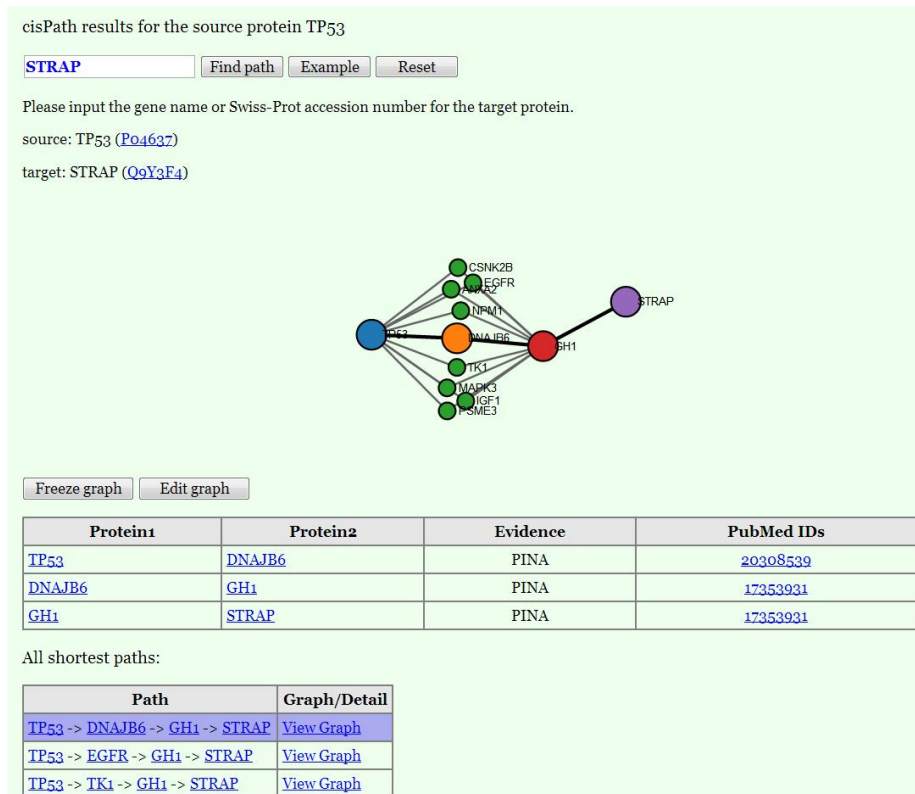 cisPath results for the source protein TP53
STRAP Find path Example Reset
Please input the gene name or Swiss-Prot accession number for the target protein.
source: TP53 (P04637)
target: STRAP (Q9Y3F4)
CSNK2B
EGFR
ANXA2
NPM1
STRAP
TP53
DNAJB6
GH1
TK1
MAPK3
IGF1
PSME3
Freeze graph Edit graph
Protein1 Protein2 Evidence PubMed IDs
TP53 DNAJB6 PINA 20308539
DNAJB6 GH1 PINA 17353931
GH1 STRAP PINA 17353931
All shortest paths:
Path Graph/Detail
TP53 -> DNAJB6 -> GH1 -> STRAP View Graph
TP53 -> EGFR -> GH1 -> STRAP View Graph
TP53 -> TK1 -> GH1 -> STRAP View Graph